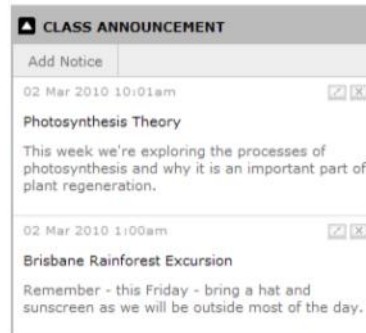 CLASS ANNOUNCEMENT
Add Notice
02 Mar 2010 10:01am
Photosynthesis Theory
This week we're exploring the processes of
photosynthesis and why it is an important part of
plant regeneration.
02 Mar 2010 1:00am
Brisbane Rainforest Excursion
Remember - this Friday - bring a hat and
sunscreen as we will be outside most of the day.